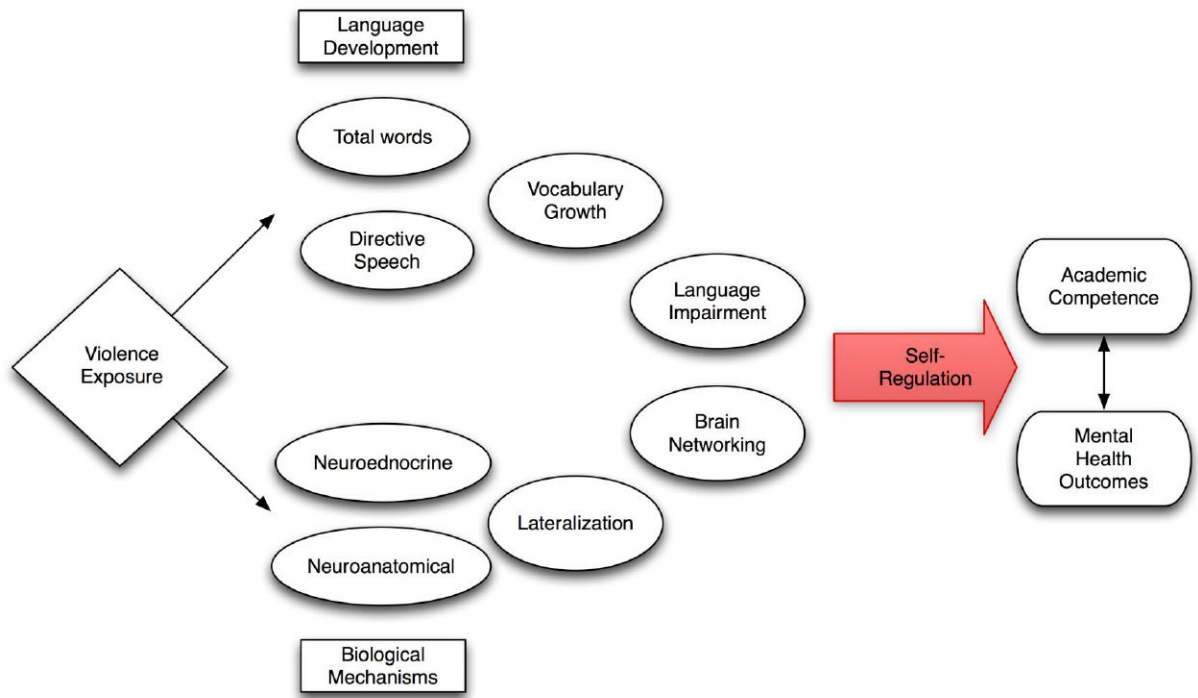 Language
Development
Total words
Vocabulary
Growth
Directive
Speech
Language
Impairment
Academic
Competence
Violence
Exposure
Self-
Regulation
Brain
Networking
Mental
Health
Outcomes
Neuroednocrine
Lateralization
Neuroanatomical
Biological
Mechanisms